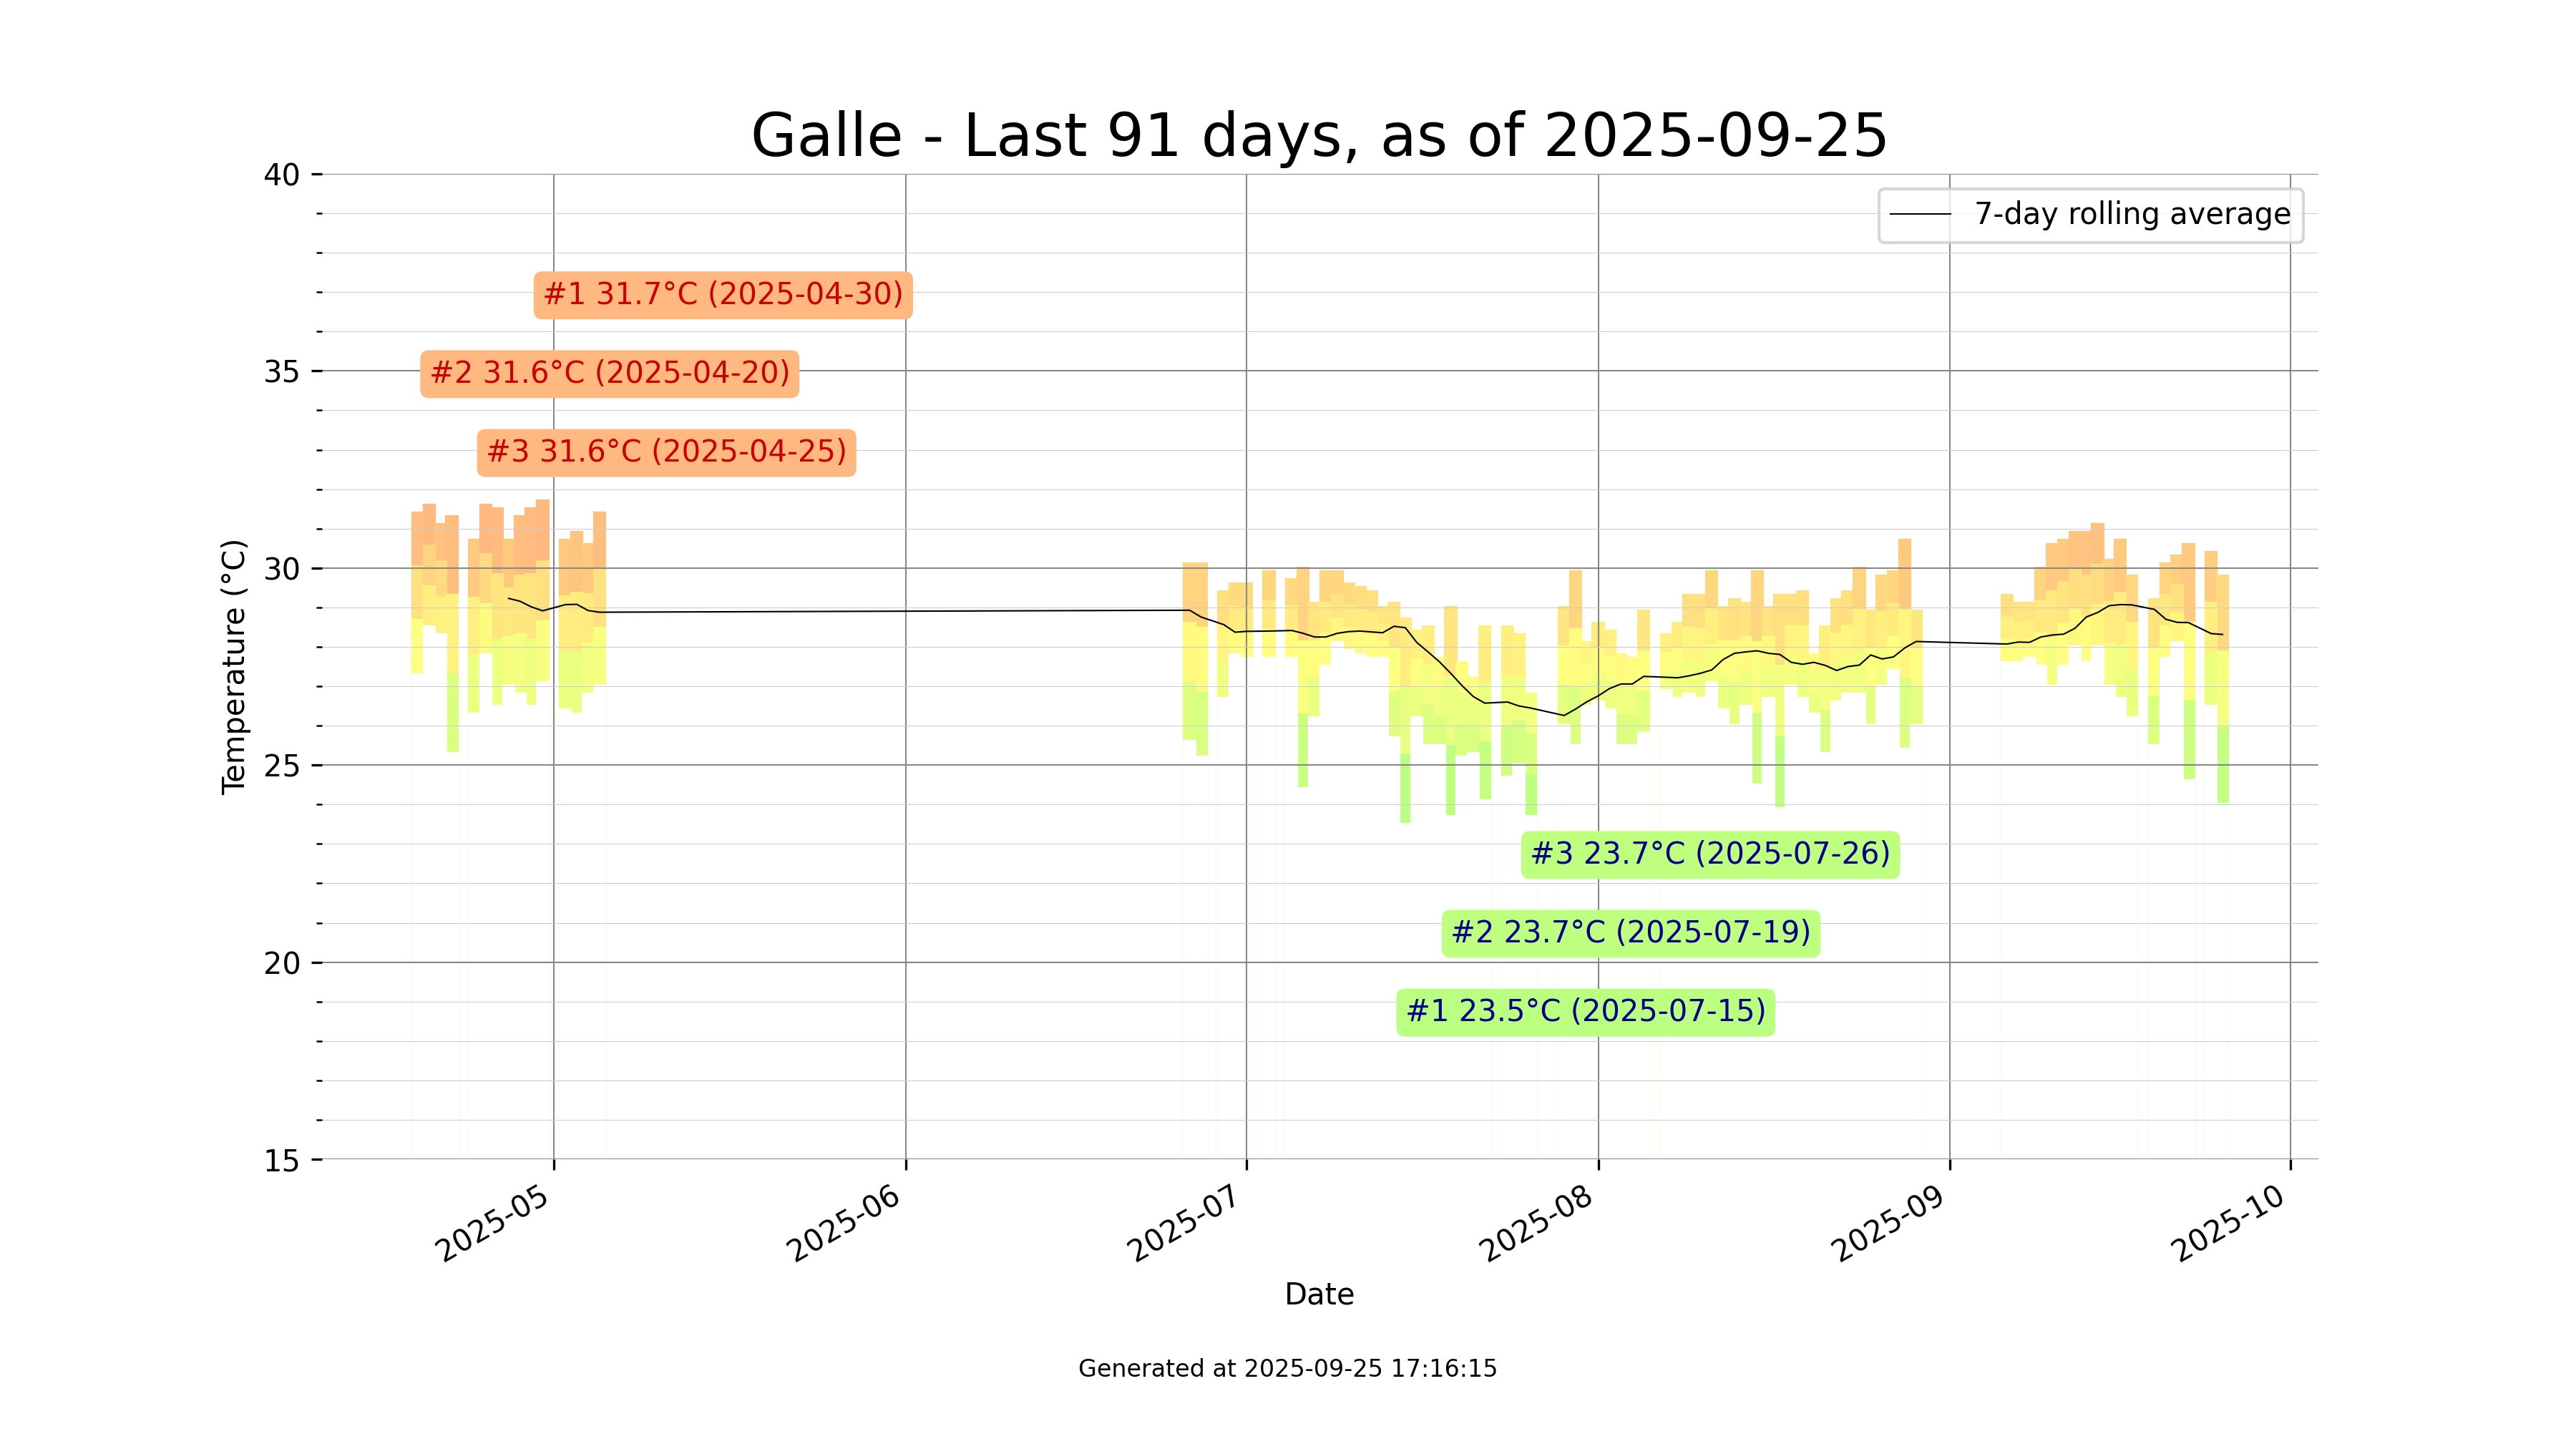 Galle - Last 91 days, as of 2025-09-25
7-day rolling average
#1 31.7°C (2025-04-30)
#2 31.6°C (2025-04-20)
#3 31.6°C (2025-04-25)
#3 23.7°C (2025-07-26)
#2 23.7°C (2025-07-19)
#1 23.5°C (2025-07-15)
Temperature (°C)
40
35
30
25
20
15
2025-05
2025-06
2025-07
2025-08
2025-09
2025-10
Date
Generated at 2025-09-25 17:16:15